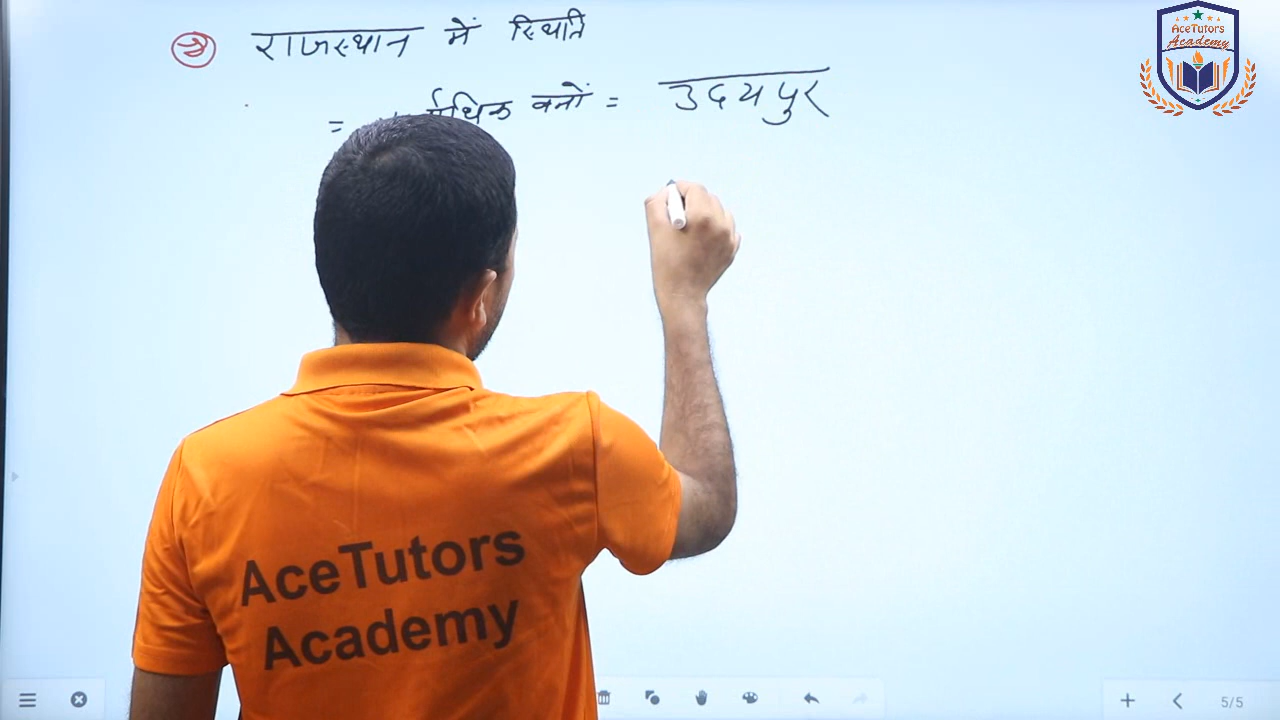 राजस्थान में स्थिति
= वनों = उदयपुर
AceTutors
Academy
AceTutors
Academy
5/5